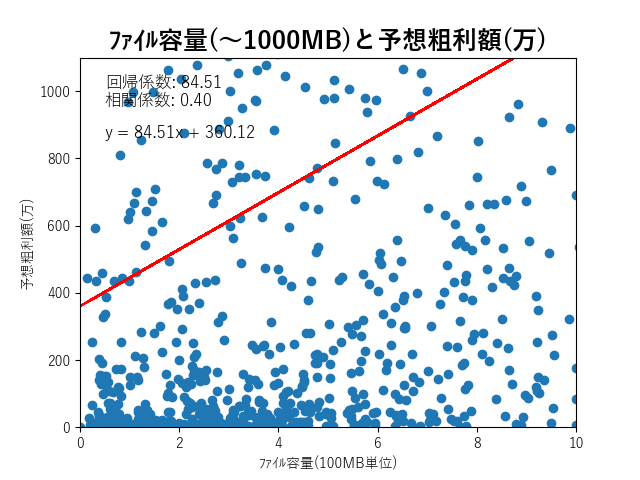 ﾌｧｲﾙ容量(～1000MB)と予想粗利額(万)
回帰係数: 84.51
相関係数: 0.40
y = 84.51x + 360.12
予想粗利額(万)
1000
800
600
400
200
0
0 2 4 6 8 10
ﾌｧｲﾙ容量(100MB単位)